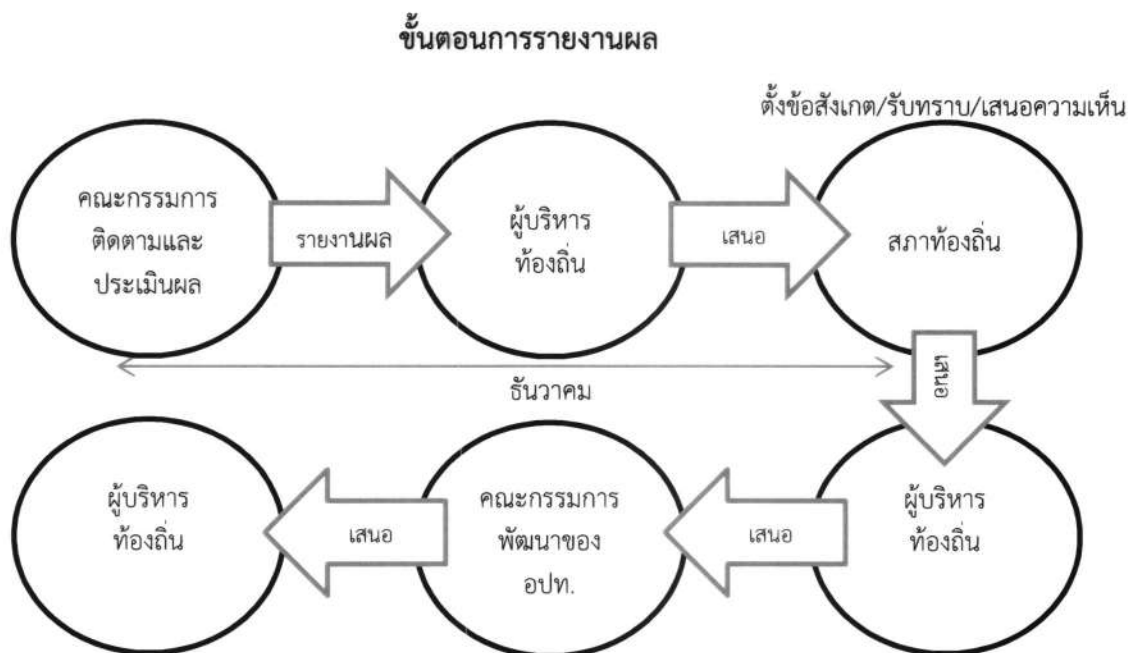 ขั้นตอนการรายงานผล
ตั้งข้อสังเกต/รับทราบ/เสนอความเห็น
คณะกรรมการ
ติดตามและ
ประเมินผล
รายงานผล
ผู้บริหาร
ท้องถิ่น
เสนอ
สภาท้องถิ่น
ธันวาคม
เสนอ
ผู้บริหาร
ท้องถิ่น
เสนอ
คณะกรรมการ
พัฒนาของ
อปท.
เสนอ
ผู้บริหาร
ท้องถิ่น